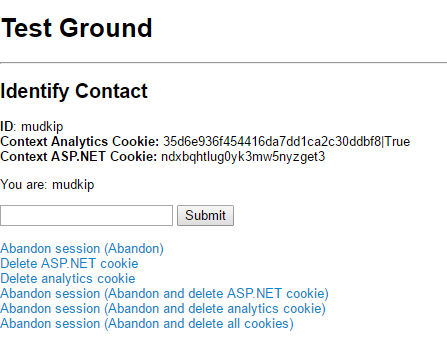 Test Ground
Identify Contact
ID: mudkip
Context Analytics Cookie: 35d6e936f454416da7dd1ca2c30ddbf8|True
Context ASP.NET Cookie: ndxbqhtlug0yk3mw5nyzget3
You are: mudkip
Submit
Abandon session (Abandon)
Delete ASP.NET cookie
Delete analytics cookie
Abandon session (Abandon and delete ASP.NET cookie)
Abandon session (Abandon and delete analytics cookie)
Abandon session (Abandon and delete all cookies)